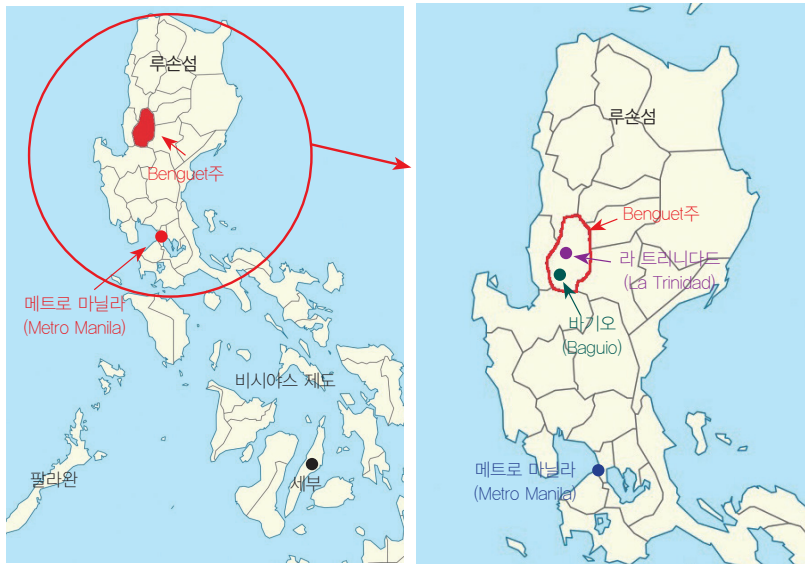 루손섬
Benguet주
메트로 마닐라
(Metro Manila)
비시야스 제도
팔라완
세부
루손섬
Benguet주
라 트리니다드
(La Trinidad)
바기오
(Baguio)
메트로 마닐라
(Metro Manila)